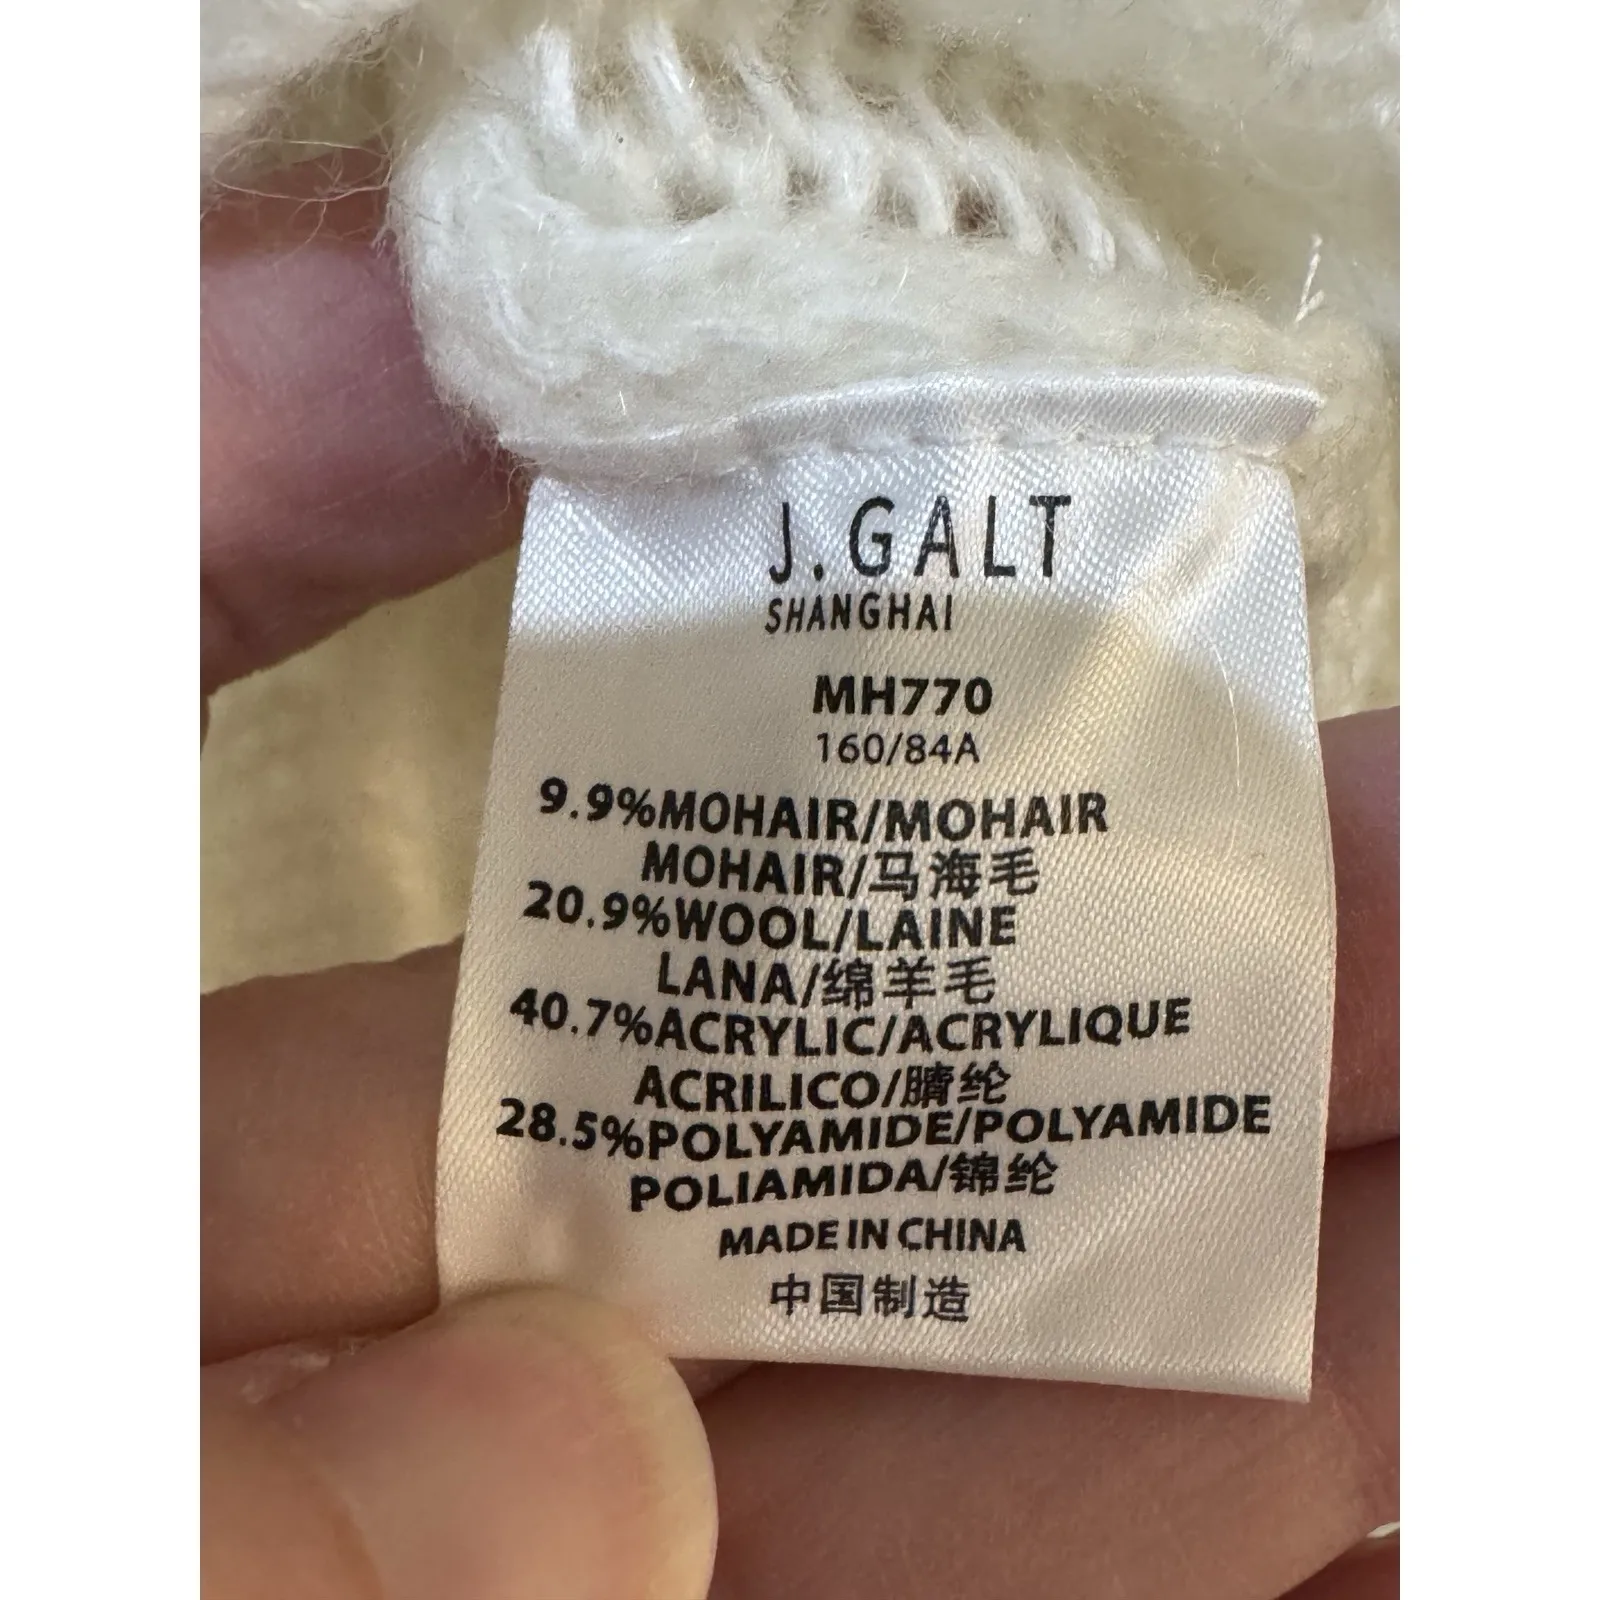 J.GALT
SHANGHAI
MH770
160/84A
9.9%MOHAIR/MOHAIR
MOHAIR/马海毛
20.9%WOOL/LAINE
LANA/绵羊毛
40.7%ACRYLIC/ACRYLIQUE
ACRILICO/腈纶
28.5%POLYAMIDE/POLYAMIDE
POLIAMIDA/锦纶
MADE IN CHINA
中国制造